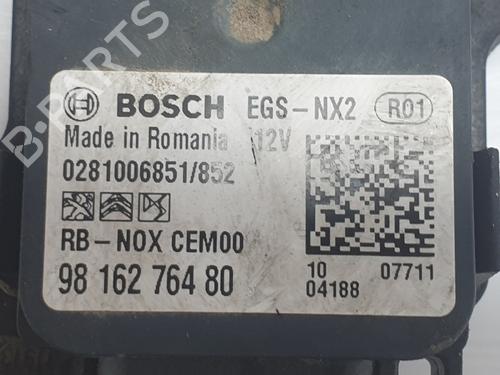 B-PARTS
BOSCH EGS-NX2 R01
Made in Romania 12V
0281006851/852
RB-NOX CEM00
98 162 764 80
10 07711
04188